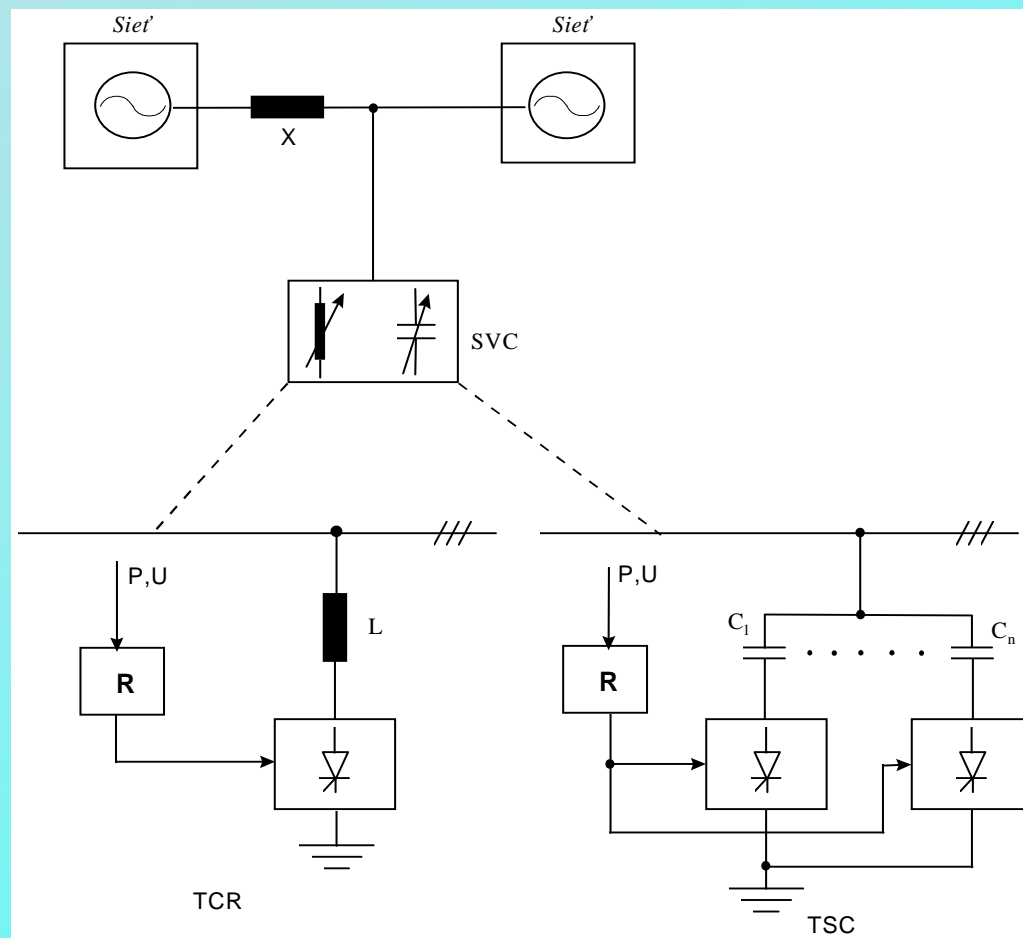 Sieť
Sieť
X
SVC
P,U
L
R
TCR
P,U
C1
. . . . .
Cn
R
TSC